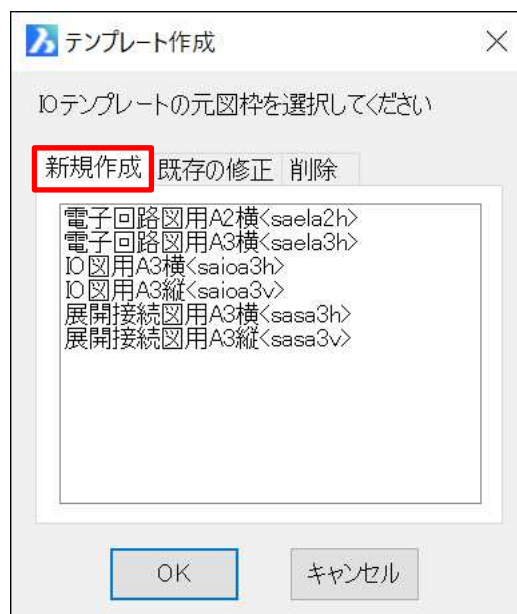 テンプレート作成
IOテンプレートの元図枠を選択してください
新規作成 既存の修正 削除
電子回路図用A2横<saela2h>
電子回路図用A3横<saela3h>
IO図用A3横<saioa3h>
IO図用A3縦<saioa3v>
展開接続図用A3横<sasa3h>
展開接続図用A3縦<sasa3v>
OK キャンセル